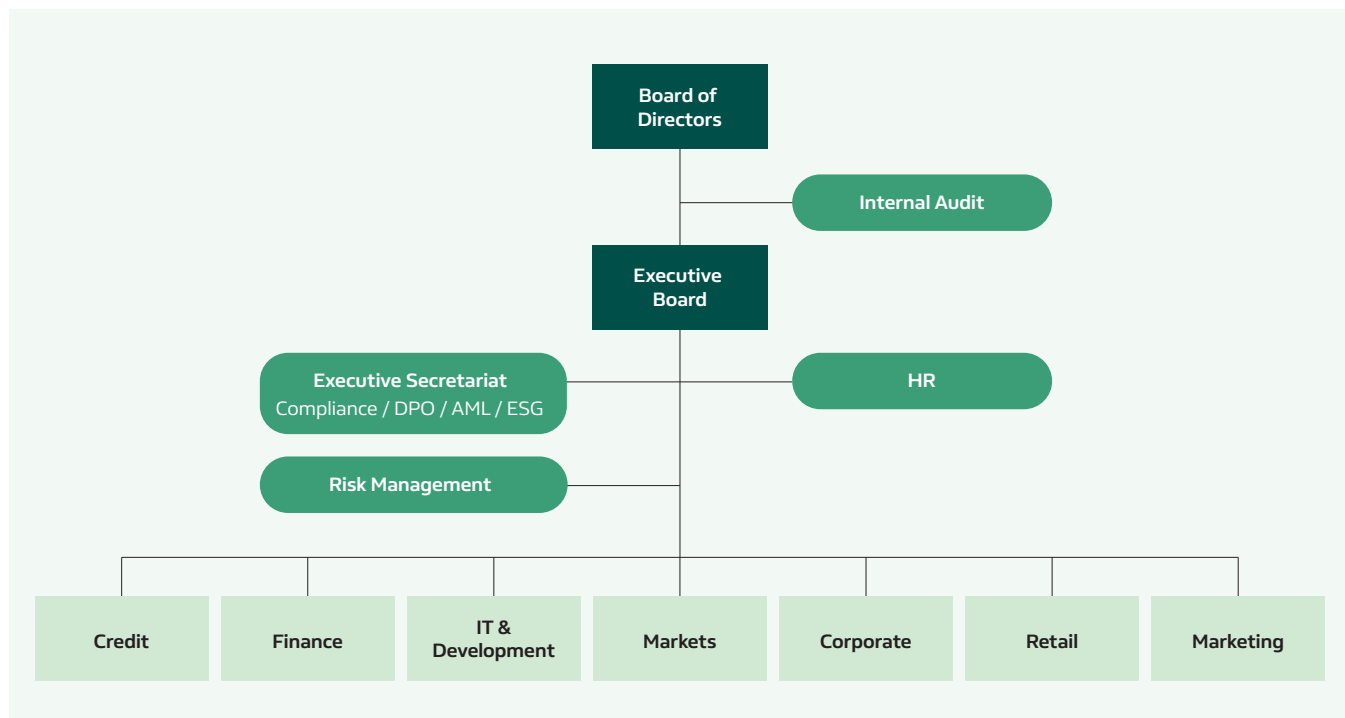 Board of
Directors
Internal Audit
Executive
Board
Executive Secretariat
Compliance / DPO / AML / ESG
HR
Risk Management
Credit
Finance
IT &
Development
Markets
Corporate
Retail
Marketing